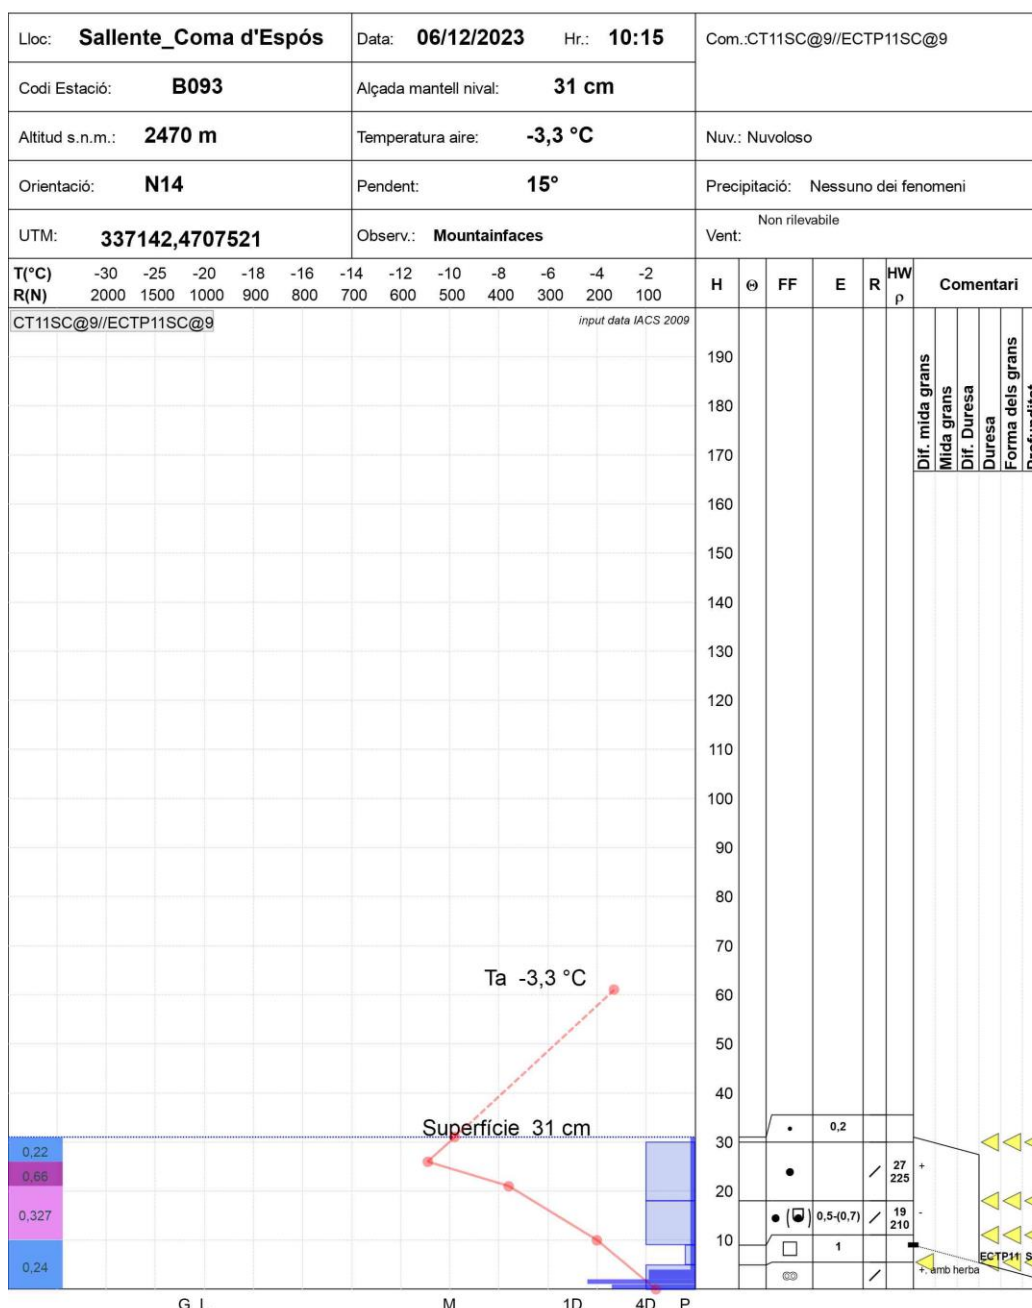 Lloc: Sallente_Coma d'Espós Data: 06/12/2023 Hr.: 10:15 Com.:CT11SC@9//ECTP11SC@9
Codi Estació: B093 Alçada mantell nival: 31 cm
Altitud s.n.m.: 2470 m Temperatura aire: -3,3 °C Nuv.: Nuvoloso
Orientació: N14 Pendent: 15° Precipitació: Nessuno dei fenomeni
UTM: 337142,4707521 Observ.: Mountainfaces Vent: Non rilevabile
T(°C) -30 -25 -20 -18 -16 -14 -12 -10 -8 -6 -4 -2
R(N) 2000 1500 1000 900 800 700 600 500 400 300 200 100
H Θ FF E R HW ρ Comentari
CT11SC@9//ECTP11SC@9 input data IACS 2009
Dif. mida grans
Mida grans
Dif. Duresa
Duresa
Forma dels grans
190
180
170
160
150
140
130
120
110
100
90
80
70
Ta -3,3 °C
60
50
40
Superfície 31 cm
0,2
30
0,22
27
225
+
0,66
20
0,327
0,5-(0,7)
19
210
-
10
1
0,24
ECTP11 S
+, amb herba
G L M 1D 4D P